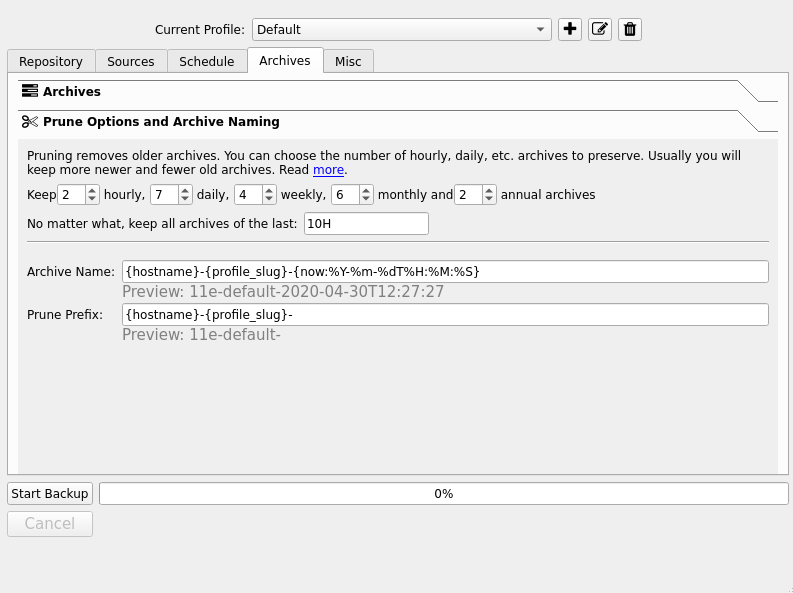 Current Profile: Default
Repository Sources Schedule Archives Misc
Archives
Prune Options and Archive Naming
Pruning removes older archives. You can choose the number of hourly, daily, etc. archives to preserve. Usually you will
keep more newer and fewer old archives. Read more.
Keep 2 hourly, 7 daily, 4 weekly, 6 monthly and 2 annual archives
No matter what, keep all archives of the last: 10H
Archive Name: {hostname}-{profile_slug}-{now:%Y-%m-%dT%H:%M:%S}
Preview: 11e-default-2020-04-30T12:27:27
Prune Prefix: {hostname}-{profile_slug}-
Preview: 11e-default-
Start Backup 0%
Cancel